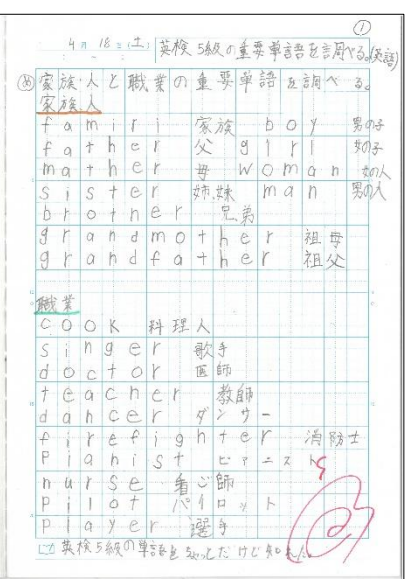 ①
4月18日(土) 英検5級の重要単語を調べる。(英語)
め 家族・人と職業の重要単語を調べる。
家族・人
famiri 家族 boy 男の子
father 父 girl 女の子
mather 母 woman 女の人
sister 姉、妹 man 男の人
brother 兄弟
grandmother 祖母
grandfather 祖父
職業
cook 料理人
singer 歌手
doctor 医師
teacher 教師
dancer ダンサー
firefighter 消防士
pianist ピアニスト
nurse 看ご師
pilot パイロット
player 選手
英検5級の単語をちょっとだけど知れた。